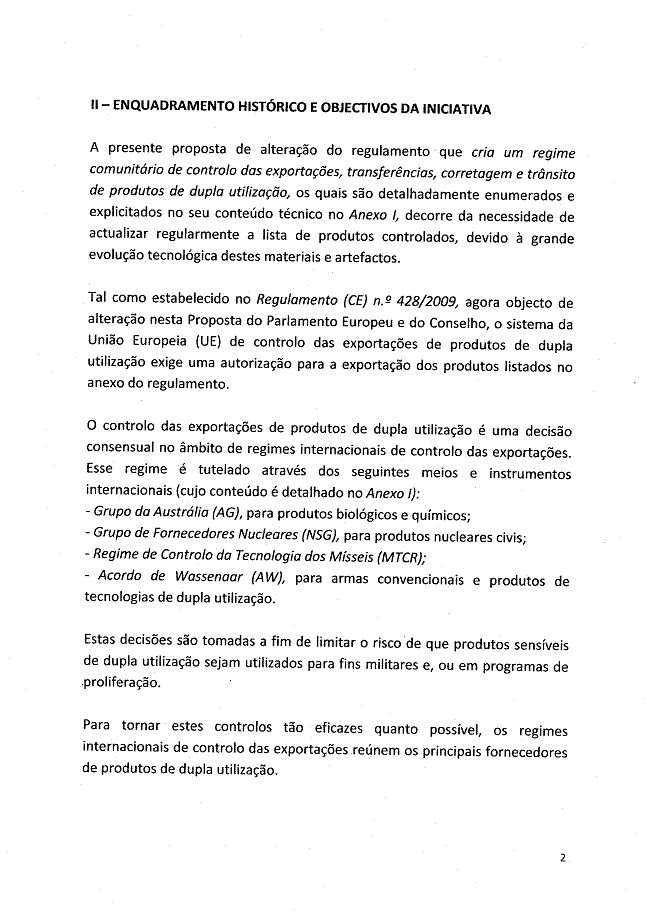 II – ENQUADRAMENTO HISTÓRICO E OBJECTIVOS DA INICIATIVA
A presente proposta de alteração do regulamento que cria um regime
comunitário de controlo das exportações, transferências, corretagem e trânsito
de produtos de dupla utilização, os quais são detalhadamente enumerados e
explicitados no seu conteúdo técnico no Anexo I, decorre da necessidade de
actualizar regularmente a lista de produtos controlados, devido à grande
evolução tecnológica destes materiais e artefactos.
Tal como estabelecido no Regulamento (CE) n.º 428/2009, agora objecto de
alteração nesta Proposta do Parlamento Europeu e do Conselho, o sistema da
União Europeia (UE) de controlo das exportações de produtos de dupla
utilização exige uma autorização para a exportação dos produtos listados no
anexo do regulamento.
O controlo das exportações de produtos de dupla utilização é uma decisão
consensual no âmbito de regimes internacionais de controlo das exportações.
Esse regime é tutelado através dos seguintes meios e instrumentos
internacionais (cujo conteúdo é detalhado no Anexo I):
- Grupo da Austrália (AG), para produtos biológicos e químicos;
- Grupo de Fornecedores Nucleares (NSG), para produtos nucleares civis;
- Regime de Controlo da Tecnologia dos Mísseis (MTCR);
- Acordo de Wassenaar (AW), para armas convencionais e produtos de
tecnologias de dupla utilização.
Estas decisões são tomadas a fim de limitar o risco de que produtos sensíveis
de dupla utilização sejam utilizados para fins militares e, ou em programas de
proliferação.
Para tornar estes controlos tão eficazes quanto possível, os regimes
internacionais de controlo das exportações reúnem os principais fornecedores
de produtos de dupla utilização.
2